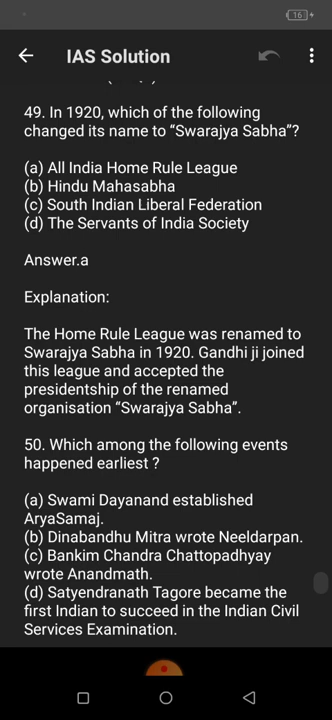 16
IAS Solution
49. In 1920, which of the following
changed its name to “Swarajya Sabha”?
(a) All India Home Rule League
(b) Hindu Mahasabha
(c) South Indian Liberal Federation
(d) The Servants of India Society
Answer.a
Explanation:
The Home Rule League was renamed to
Swarajya Sabha in 1920. Gandhi ji joined
this league and accepted the
presidentship of the renamed
organisation “Swarajya Sabha”.
50. Which among the following events
happened earliest ?
(a) Swami Dayanand established
AryaSamaj.
(b) Dinabandhu Mitra wrote Neeldarpan.
(c) Bankim Chandra Chattopadhyay
wrote Anandmath.
(d) Satyendranath Tagore became the
first Indian to succeed in the Indian Civil
Services Examination.